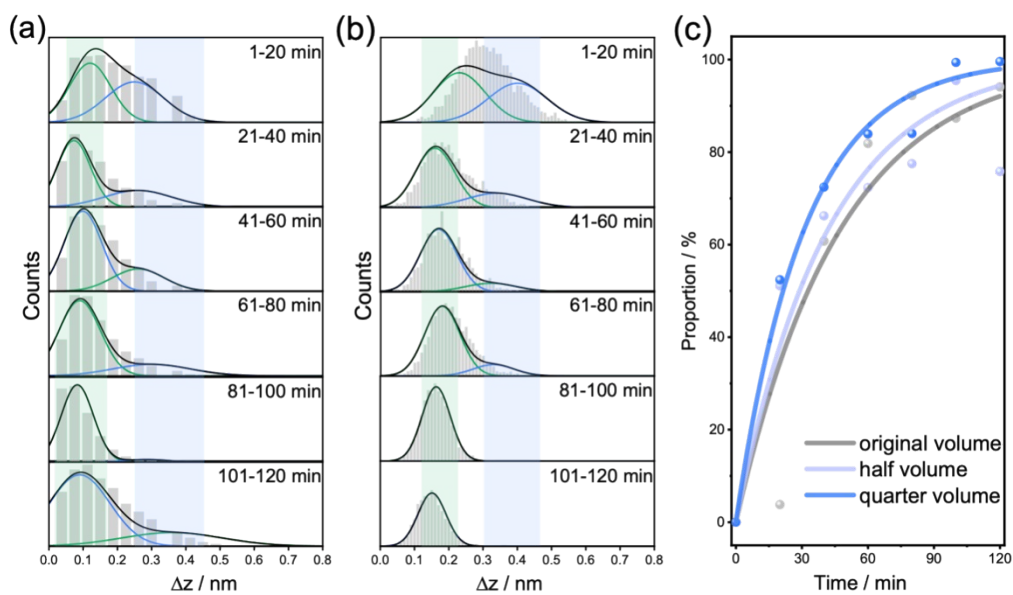 (a)
1-20 min
21-40 min
41-60 min
61-80 min
81-100 min
101-120 min
Counts
0.0 0.1 0.2 0.3 0.4 0.5 0.6 0.7 0.8
Δz / nm
(b)
1-20 min
21-40 min
41-60 min
61-80 min
81-100 min
101-120 min
Counts
0.0 0.1 0.2 0.3 0.4 0.5 0.6 0.7 0.8
Δz / nm
(c)
100
80
60
40
20
0
Proportion / %
original volume
half volume
quarter volume
0 30 60 90 120
Time / min